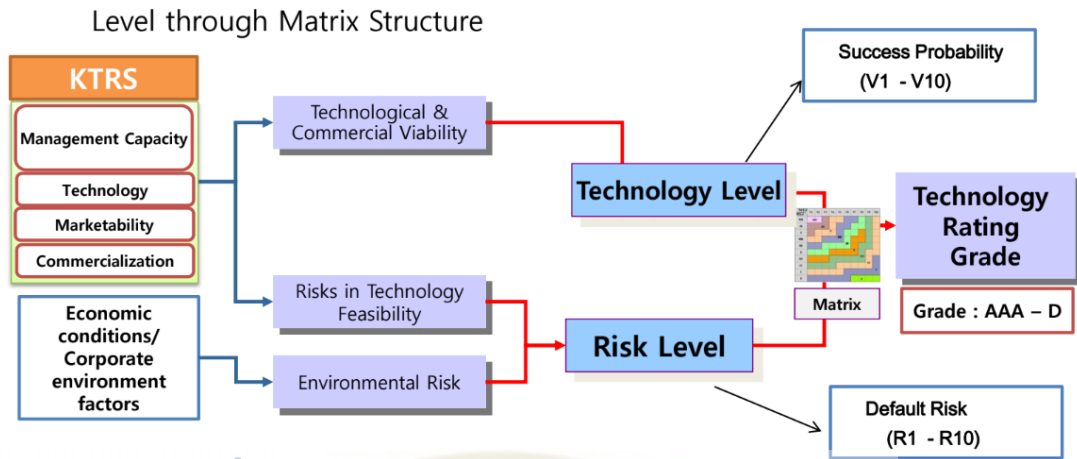 Level through Matrix Structure
KTRS
Management Capacity
Technology
Marketability
Commercialization
Economic
conditions/
Corporate
environment
factors
Technological &
Commercial Viability
Risks in Technology
Feasibility
Environmental Risk
Technology Level
Risk Level
Success Probability
(V1 - V10)
Matrix
Technology
Rating
Grade
Grade : AAA – D
Default Risk
(R1 - R10)